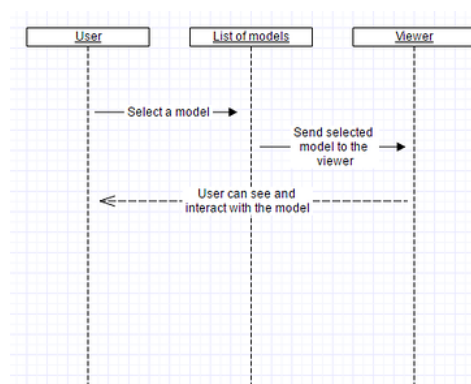 User
List of models
Viewer
Select a model
Send selected
model to the
viewer
User can see and
interact with the model